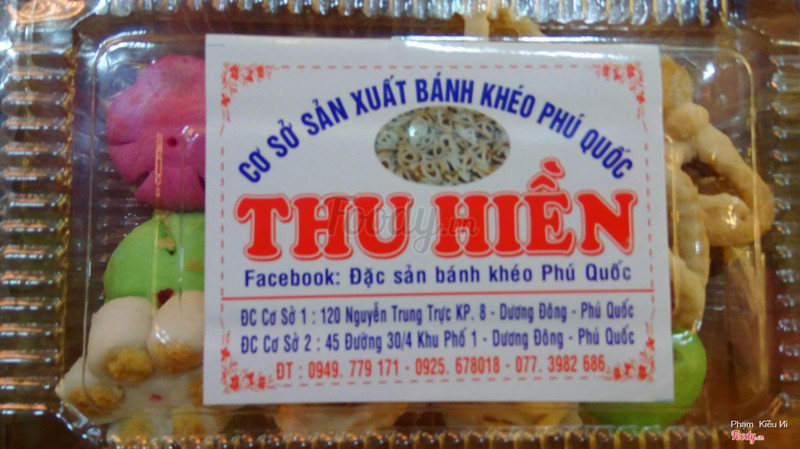 CƠ SỞ SẢN XUẤT BÁNH KHÉO PHÚ QUỐC
THU HIỀN
Foody.vn
Facebook: Đặc sản bánh khéo Phú Quốc
ĐC Cơ Sở 1 : 120 Nguyễn Trung Trực KP. 8 - Dương Đông - Phú Quốc
ĐC Cơ Sở 2 : 45 Đường 30/4 Khu Phố 1 - Dương Đông - Phú Quốc
ĐT : 0949. 779 171 - 0925. 678018 - 077. 3982 686
Phạm Kiều Ni
Foody.vn